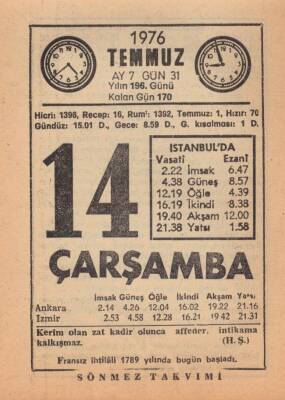 1976
TEMMUZ
AY 7 GÜN 31
Yılın 196. Günü
Kalan Gün 170
Hicri: 1396, Recep: 16, Rumî: 1392, Temmuz: 1, Hızır: 70
Gündüz: 15.01 D., Gece: 8.59 D., G. kısalması: 1 D.
14
İSTANBUL'DA
Vasati Ezanî
2.22 İmsak 6.47
4.38 Güneş 8.57
12.19 Öğle 4.39
16.19 İkindi 8.38
19.40 Akşam 12.00
21.38 Yatsı 1.58
ÇARŞAMBA
İmsak Güneş Öğle İkindi Akşam Yatsı
Ankara 2.14 4.26 12.04 16.02 19.22 21.16
İzmir 2.53 4.58 12.28 16.21 19.42 21.31
Kerim olan zat kadir olunca affeder, intikama
kalkışmaz. (H.Ş.)
Fransız ihtilâli 1789 yılında bugün başladı.
SÖNMEZ TAKVİMİ